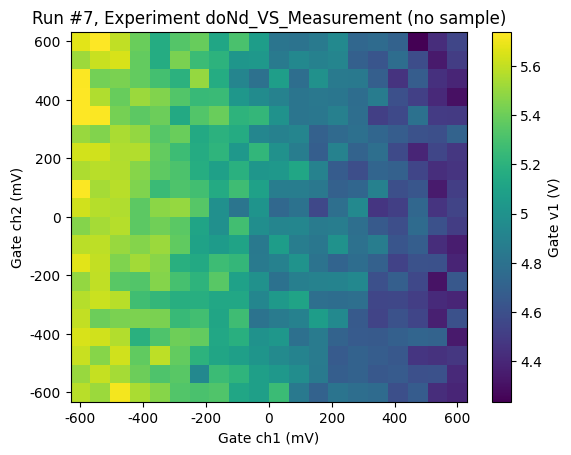 Run #7, Experiment doNd_VS_Measurement (no sample)
600
400
200
0
-200
-400
-600
Gate ch2 (mV)
-600 -400 -200 0 200 400 600
Gate ch1 (mV)
5.6
5.4
5.2
5
4.8
4.6
4.4
Gate v1 (V)